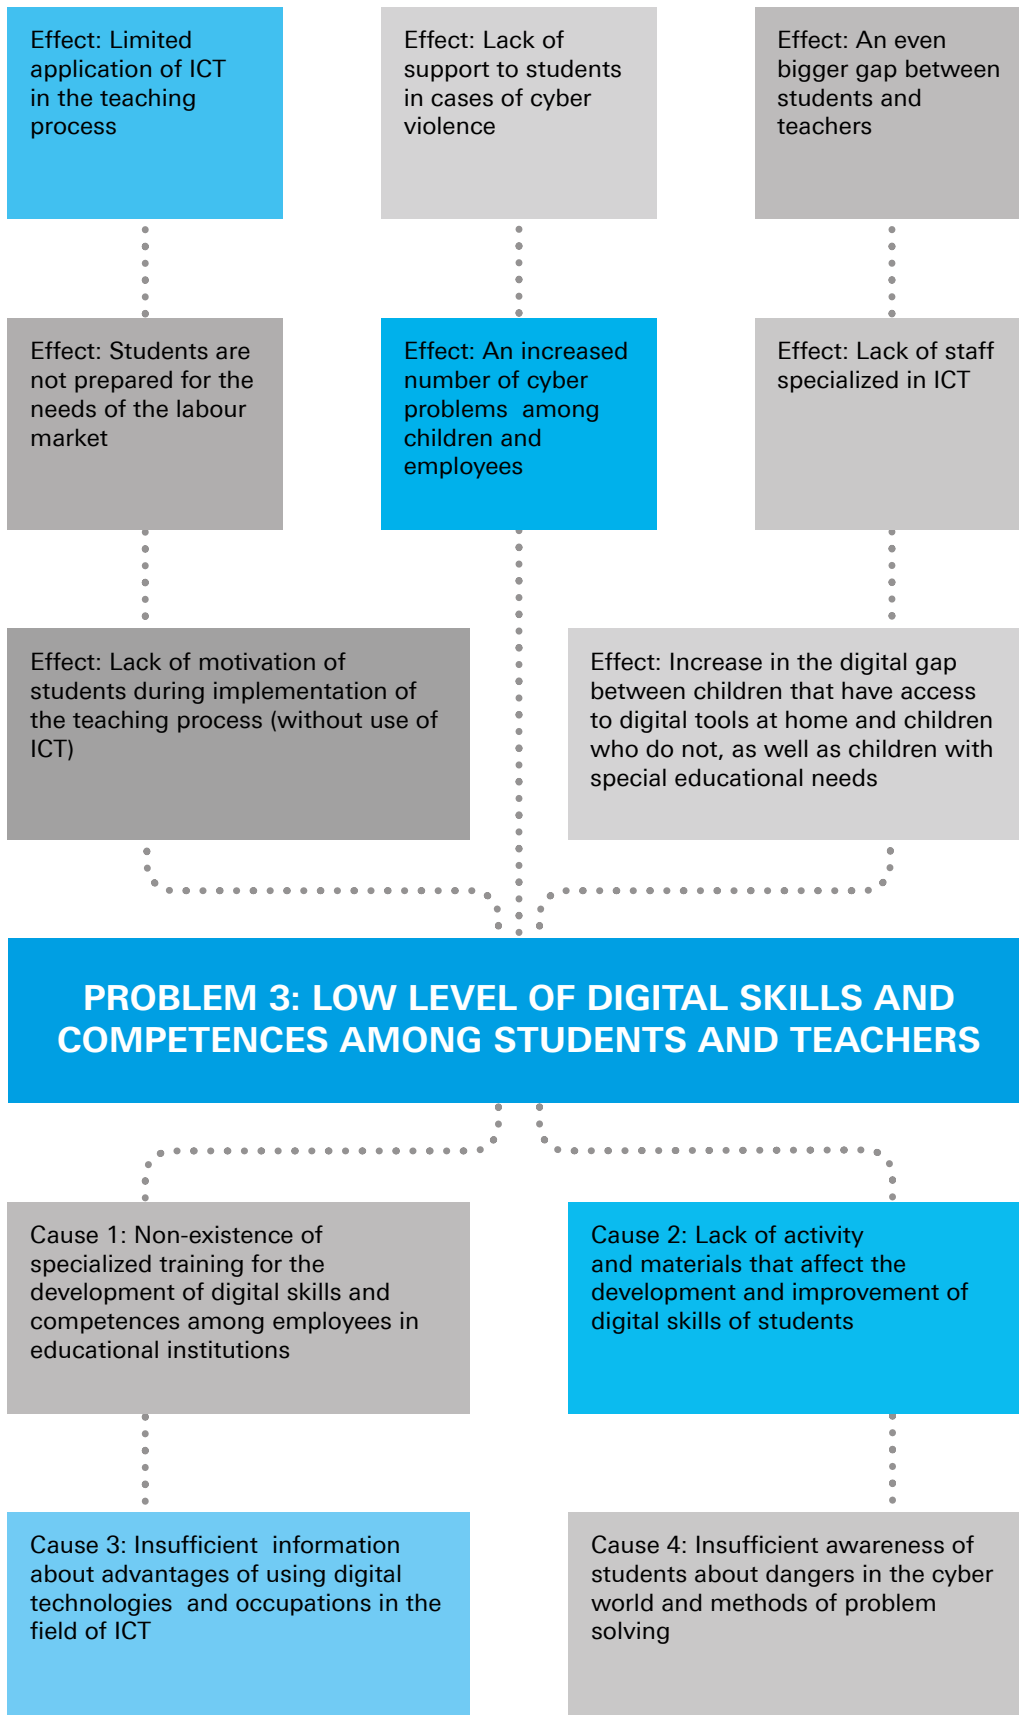 Effect: Limited
application of ICT
in the teaching
process
Effect: Lack of
support to students
in cases of cyber
violence
Effect: An even
bigger gap between
students and
teachers
Effect: Students are
not prepared for the
needs of the labour
market
Effect: An increased
number of cyber
problems  among
children and
employees
Effect: Lack of staff
specialized in ICT
Effect: Lack of motivation of
students during implementation of
the teaching process (without use of
ICT)
Effect: Increase in the digital gap
between children that have access
to digital tools at home and children
who do not, as well as children with
special educational needs
PROBLEM 3: LOW LEVEL OF DIGITAL SKILLS AND
COMPETENCES AMONG STUDENTS AND TEACHERS
Cause 1: Non-existence of
specialized training for the
development of digital skills and
competences among employees in
educational institutions
Cause 2: Lack of activity
and materials that affect the
development and improvement of
digital skills of students
Cause 3: Insufficient  information
about advantages of using digital
technologies  and occupations in the
field of ICT
Cause 4: Insufficient awareness of
students about dangers in the cyber
world and methods of problem
solving